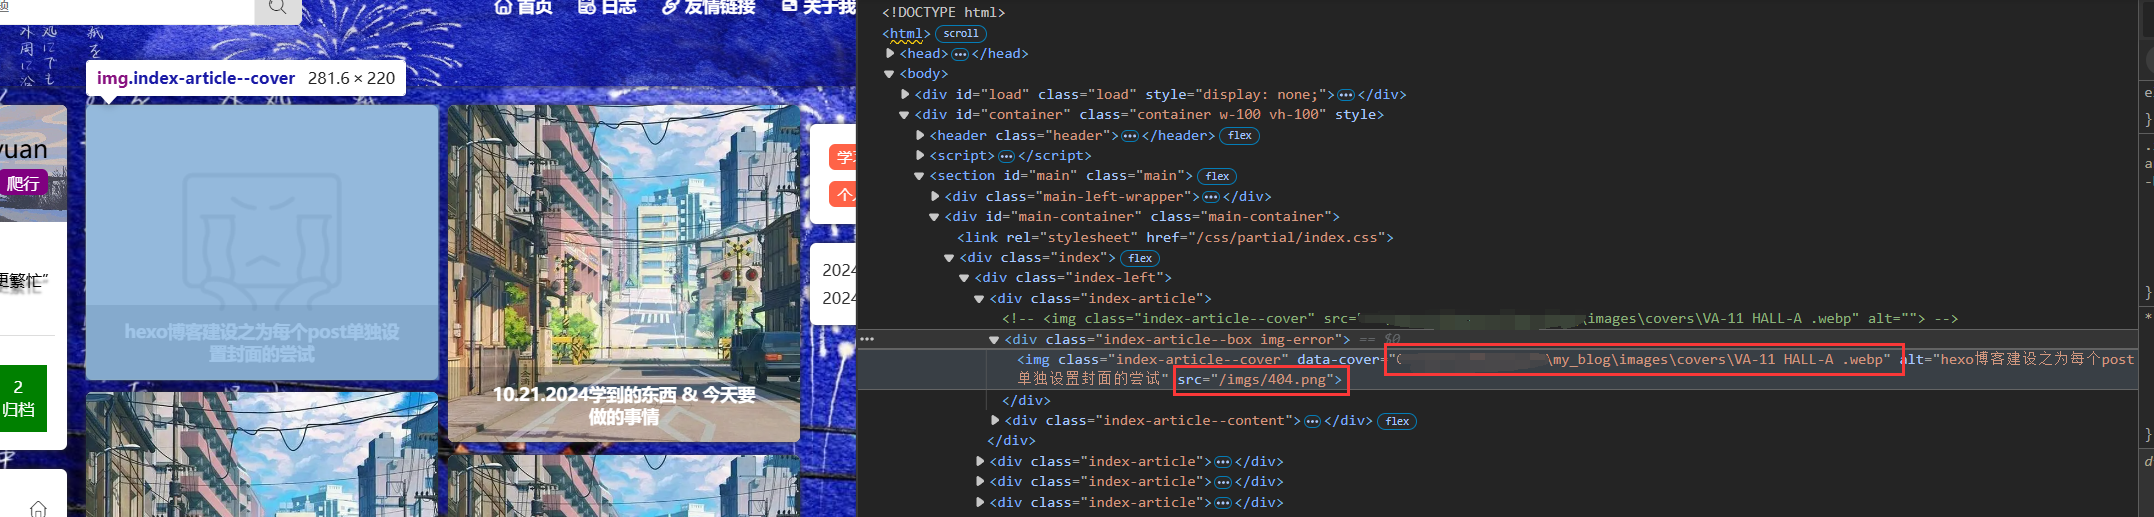 首页 日志 友情链接 关于我
img.index-article--cover 281.6 × 220
yuan
爬行
更繁忙”
2
归档
hexo博客建设之为每个post单独设
置封面的尝试
10.21.2024学到的东西 & 今天要
做的事情
学习
个人
2024
2024
<!DOCTYPE html>
<html> scroll
<head> ••• </head>
<body>
<div id="load" class="load" style="display: none;"> ••• </div>
<div id="container" class="container w-100 vh-100" style>
<header class="header"> ••• </header> flex
<script> ••• </script>
<section id="main" class="main"> flex
<div class="main-left-wrapper"> ••• </div>
<div id="main-container" class="main-container">
<link rel="stylesheet" href="/css/partial/index.css">
<div class="index"> flex
<div class="index-left">
<div class="index-article">
<!-- <img class="index-article--cover" src="\images\covers\VA-11 HALL-A .webp" alt=""> -->
••• <div class="index-article--box img-error"> == $0
<img class="index-article--cover" data-cover="\my_blog\images\covers\VA-11 HALL-A .webp" alt="hexo博客建设之为每个post
单独设置封面的尝试" src="/imgs/404.png">
</div>
<div class="index-article--content"> ••• </div> flex
</div>
<div class="index-article"> ••• </div>
<div class="index-article"> ••• </div>
<div class="index-article"> ••• </div>